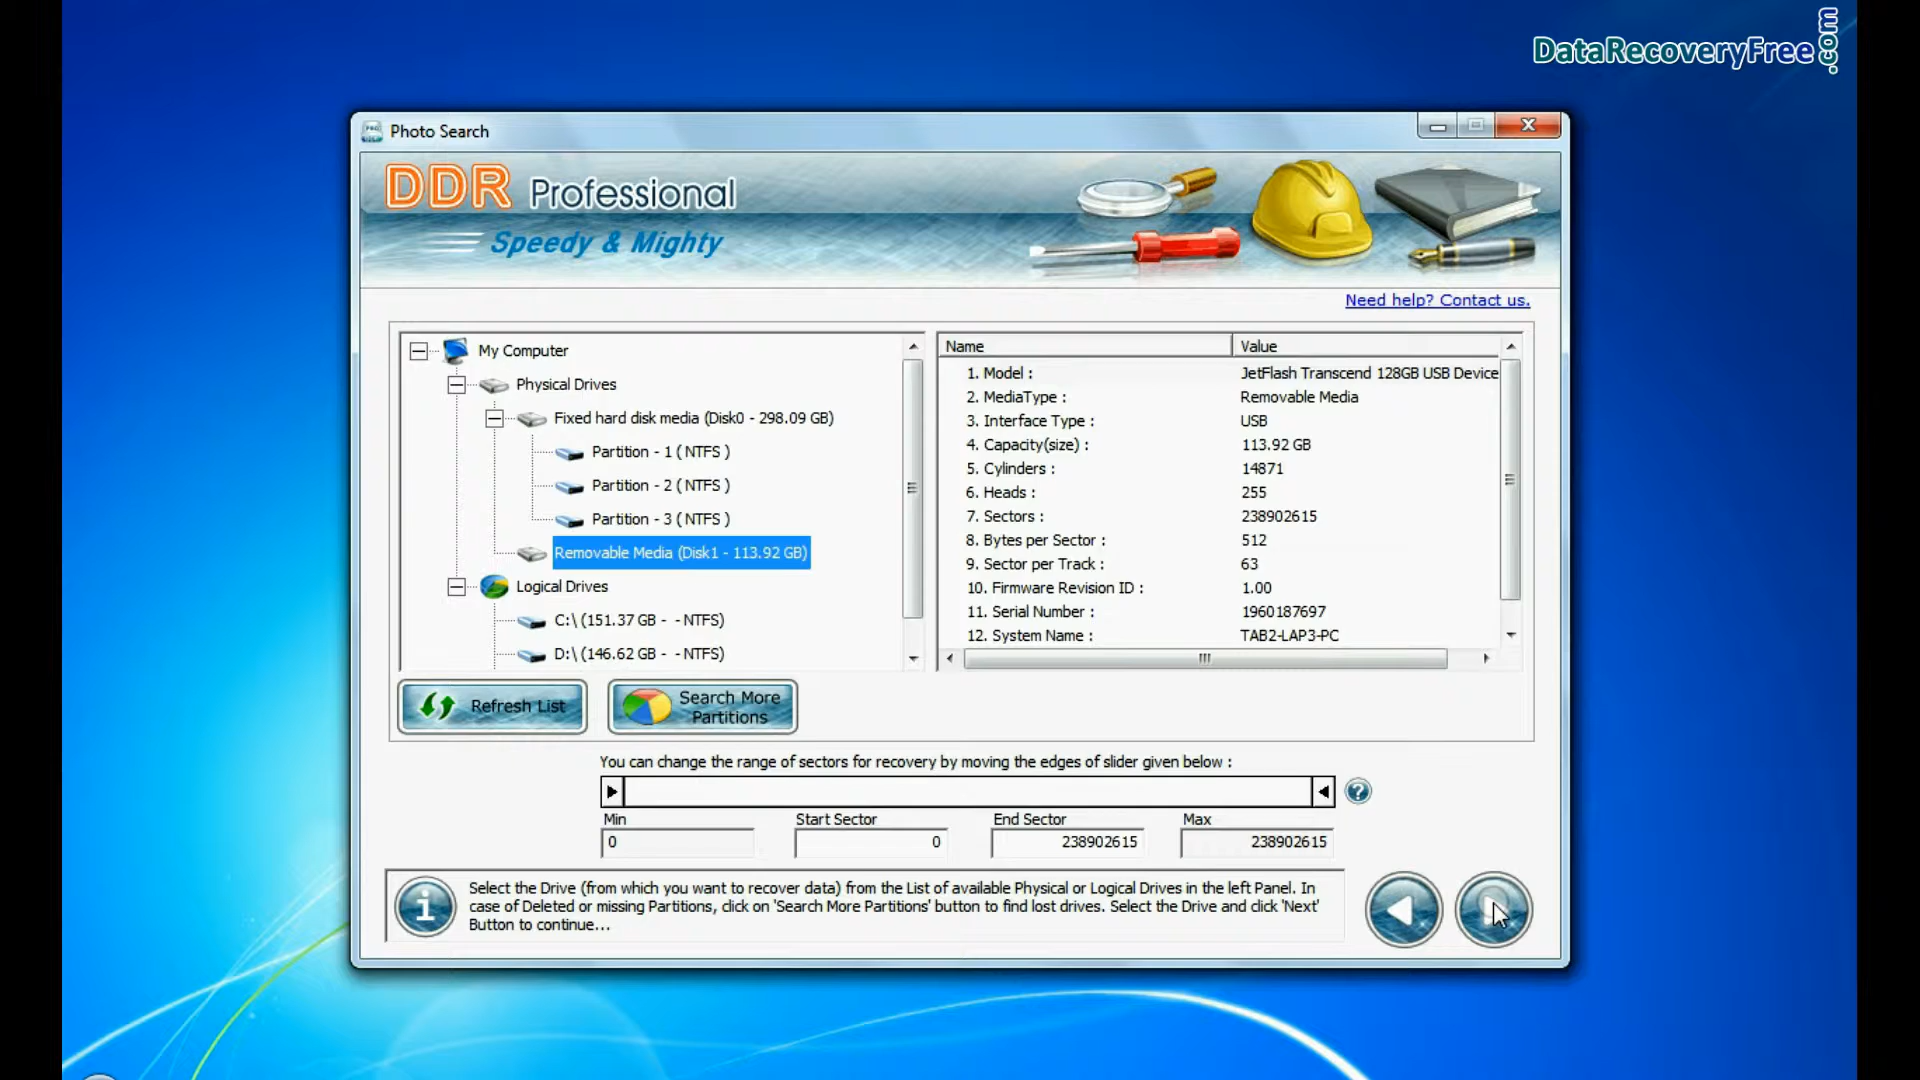 DataRecoveryFree.com
Photo Search
DDR Professional
Speedy & Mighty
Need help? Contact us.
My Computer
Physical Drives
Fixed hard disk media (Disk0 - 298.09 GB)
Partition - 1 ( NTFS )
Partition - 2 ( NTFS )
Partition - 3 ( NTFS )
Removable Media (Disk1 - 113.92 GB)
Logical Drives
C:\ (151.37 GB -  - NTFS)
D:\ (146.62 GB -  - NTFS)
Name Value
1. Model : JetFlash Transcend 128GB USB Device
2. MediaType : Removable Media
3. Interface Type : USB
4. Capacity(size) : 113.92 GB
5. Cylinders : 14871
6. Heads : 255
7. Sectors : 238902615
8. Bytes per Sector : 512
9. Sector per Track : 63
10. Firmware Revision ID : 1.00
11. Serial Number : 1960187697
12. System Name : TAB2-LAP3-PC
Refresh List
Search More
Partitions
You can change the range of sectors for recovery by moving the edges of slider given below :
Min Start Sector End Sector Max
0 0 238902615 238902615
Select the Drive (from which you want to recover data) from the List of available Physical or Logical Drives in the left Panel. In
case of Deleted or missing Partitions, click on 'Search More Partitions' button to find lost drives. Select the Drive and click 'Next'
Button to continue...